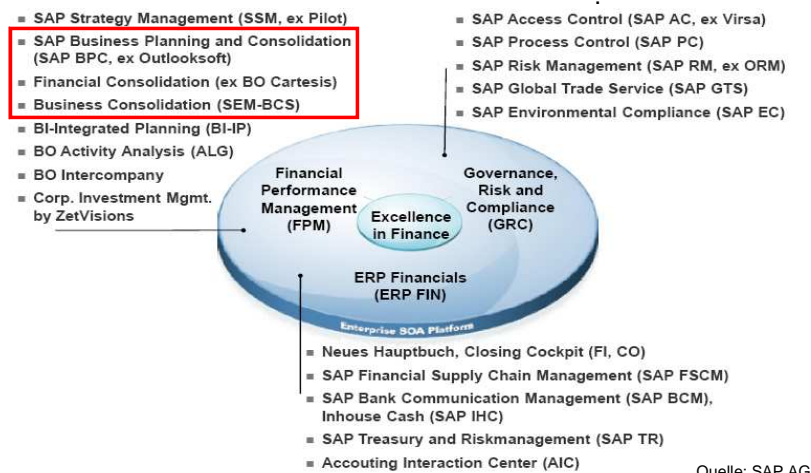 SAP Strategy Management (SSM, ex Pilot)
SAP Business Planning and Consolidation
(SAP BPC, ex Outlooksoft)
Financial Consolidation (ex BO Cartesis)
Business Consolidation (SEM-BCS)
BI-Integrated Planning (BI-IP)
BO Activity Analysis (ALG)
BO Intercompany
Corp. Investment Mgmt.
by ZetVisions
SAP Access Control (SAP AC, ex Virsa)
SAP Process Control (SAP PC)
SAP Risk Management (SAP RM, ex ORM)
SAP Global Trade Service (SAP GTS)
SAP Environmental Compliance (SAP EC)
Financial
Performance
Management
(FPM)
Excellence
in Finance
Governance,
Risk and
Compliance
(GRC)
ERP Financials
(ERP FIN)
Enterprise SOA Platform
Neues Hauptbuch, Closing Cockpit (FI, CO)
SAP Financial Supply Chain Management (SAP FSCM)
SAP Bank Communication Management (SAP BCM),
Inhouse Cash (SAP IHC)
SAP Treasury and Riskmanagement (SAP TR)
Accouting Interaction Center (AIC)
Quelle: SAP AG